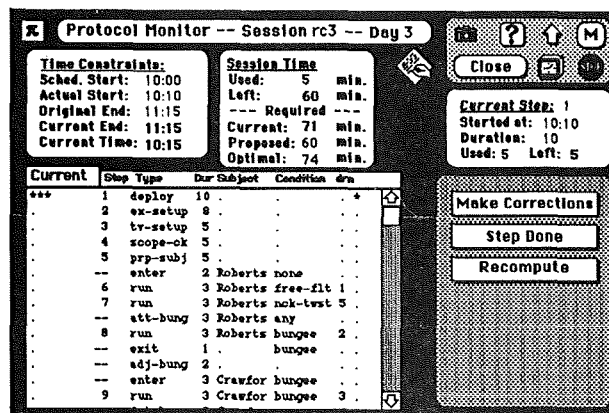 π Protocol Monitor -- Session rc3 -- Day 3
? M
Close
Time Constraints:
Sched. Start: 10:00
Actual Start: 10:10
Original End: 11:15
Current End: 11:15
Current Time: 10:15
Session Time
Used: 5 min.
Left: 60 min.
--- Required ---
Current: 71 min.
Proposed: 60 min.
Optimal: 74 min.
Current Step: 1
Started at: 10:10
Duration: 10
Used: 5 Left: 5
Current Step Type Dur Subject Condition drn
*** 1 deploy 10 . . . *
. 2 ex-setup 8 . . . .
. 3 tv-setup 5 . . . .
. 4 scope-ck 5 . . . .
. 5 prp-subj 5 . . . .
. -- enter 2 Roberts none . .
. 6 run 3 Roberts free-flt 1 .
. 7 run 3 Roberts nck-twst 5 .
. -- att-bung 3 Roberts any . .
. 8 run 3 Roberts bungee 2 .
. -- exit 1 . bungee . .
. -- adj-bung 2 . . . .
. -- enter 3 Crawfor bungee . .
. 9 run 3 Crawfor bungee 3 .
Make Corrections
Step Done
Recompute